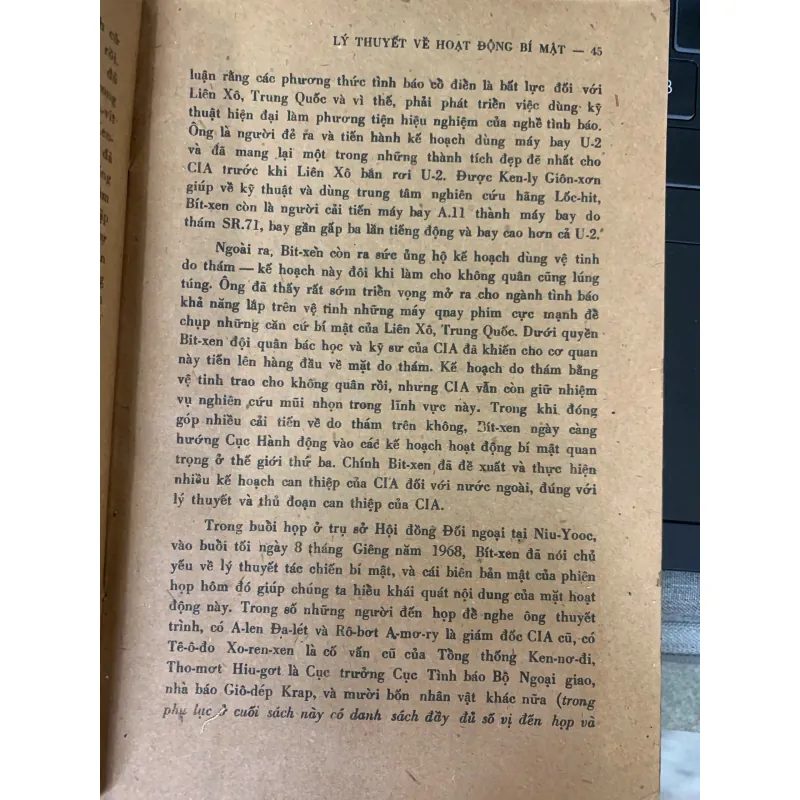 LÝ THUYẾT VỀ HOẠT ĐỘNG BÍ MẬT — 45
luận rằng các phương thức tình báo cồ điền là bất lực đối với
Liên Xô, Trung Quốc và vì thế, phải phát triền việc dùng kỹ
thuật hiện đại làm phương tiện hiệu nghiệm của nghề tình báo.
Ông là người đề ra và tiến hành kế hoạch dùng máy bay U-2
và đã mang lại một trong những thành tích đẹp đẽ nhất cho
CIA trước khi Liên Xô bắn rơi U-2. Được Ken-ly Giôn-xơn
giúp về kỹ thuật và dùng trung tâm nghiên cứu hãng Lốc-hit,
Bít-xen còn là người cải tiến máy bay A.11 thành máy bay do
thám SR.71, bay gần gấp ba lần tiếng động và bay cao hơn cả U-2.
Ngoài ra, Bít-xen còn ra sức ủng hộ kế hoạch dùng vệ tinh
do thám — kế hoạch này đôi khi làm cho không quân cũng lúng
túng. Ông đã thấy rất sớm triền vọng mở ra cho ngành tình báo
khả năng lắp trên vệ tinh những máy quay phim cực mạnh đề
chụp những căn cứ bí mật của Liên Xô, Trung Quốc. Dưới quyền
Bit-xen đội quân bác học và kỹ sư của CIA đã khiến cho cơ quan
này tiến lên hàng đầu về mặt do thám. Kế hoạch do thám bằng
vệ tinh trao cho không quân rồi, nhưng CIA vẫn còn giữ nhiệm
vụ nghiên cứu mũi nhọn trong lĩnh vực này. Trong khi đóng
góp nhiều cải tiến về do thám trên không, Bít-xen ngày càng
hướng Cục Hành động vào các kế hoạch hoạt động bí mật quan
trọng ở thế giới thứ ba. Chính Bit-xen đã đề xuất và thực hiện
nhiều kế hoạch can thiệp của CIA đối với nước ngoài, đúng với
lý thuyết và thủ đoạn can thiệp của CIA.
Trong buồi họp ở trụ sở Hội đồng Đối ngoại tại Niu-Yooc,
vào buồi tối ngày 8 tháng Giêng năm 1968, Bít-xen đã nói chủ
yếu về lý thuyết tác chiến bí mật, và cái biên bản mật của phiên
họp hôm đó giúp chúng ta hiều khái quát nội dung của mặt hoạt
động này. Trong số những người đến họp đề nghe ông thuyết
trình, có A-len Đa-lét và Rô-bơt A-mơ-ry là giám đốc CIA cũ, có
Tê-ô-đo Xo-ren-xen là cố vấn cũ của Tồng thống Ken-nơ-đi,
Tho-mơt Hiu-gơt là Cục trưởng Cục Tình báo Bộ Ngoại giao,
nhà báo Giô-dép Krap, và mười bốn nhân vật khác nữa (trong
phụ lục ở cuối sách này có danh sách đầy đủ số vị đến họp và